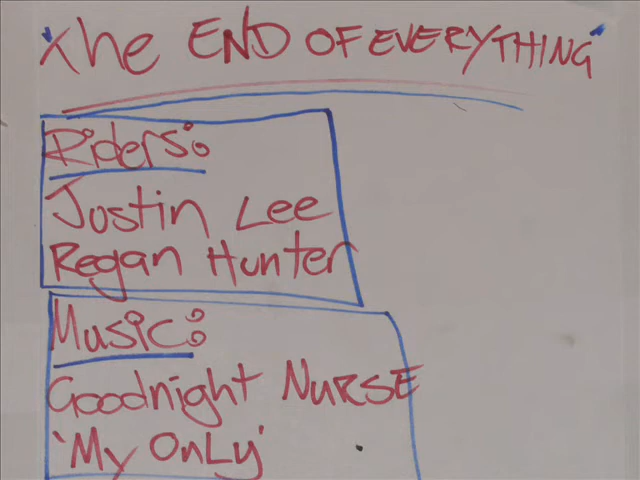 "The END OF EVERYTHING"
Riders:
Justin Lee
Regan Hunter
Music:
Goodnight NURSE
'My Only'